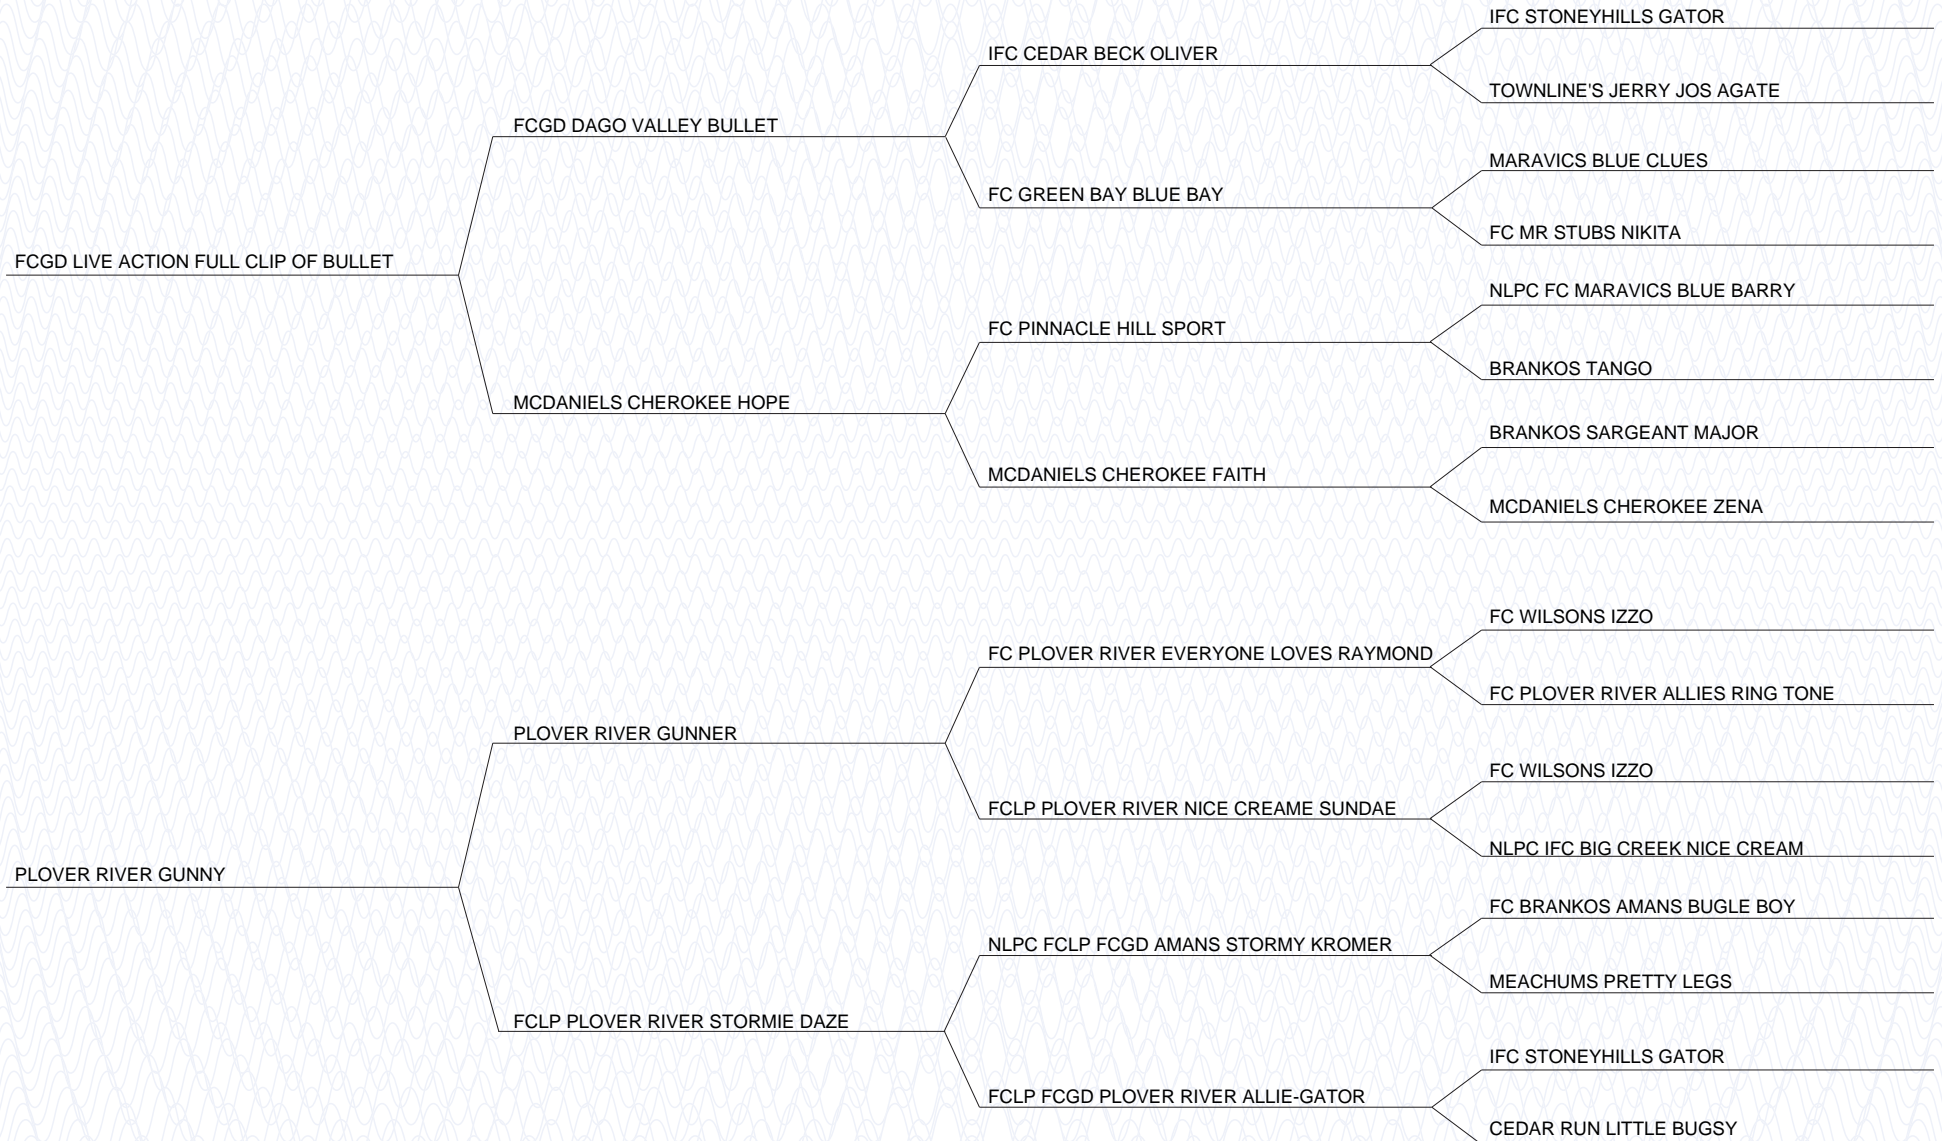 IFC STONEYHILLS GATOR
IFC CEDAR BECK OLIVER
TOWNLINE'S JERRY JOS AGATE
FCGD DAGO VALLEY BULLET
MARAVICS BLUE CLUES
FC GREEN BAY BLUE BAY
FC MR STUBS NIKITA
FCGD LIVE ACTION FULL CLIP OF BULLET
NLPC FC MARAVICS BLUE BARRY
FC PINNACLE HILL SPORT
BRANKOS TANGO
MCDANIELS CHEROKEE HOPE
BRANKOS SARGEANT MAJOR
MCDANIELS CHEROKEE FAITH
MCDANIELS CHEROKEE ZENA
FC WILSONS IZZO
FC PLOVER RIVER EVERYONE LOVES RAYMOND
FC PLOVER RIVER ALLIES RING TONE
PLOVER RIVER GUNNER
FC WILSONS IZZO
FCLP PLOVER RIVER NICE CREAME SUNDAE
NLPC IFC BIG CREEK NICE CREAM
PLOVER RIVER GUNNY
FC BRANKOS AMANS BUGLE BOY
NLPC FCLP FCGD AMANS STORMY KROMER
MEACHUMS PRETTY LEGS
FCLP PLOVER RIVER STORMIE DAZE
IFC STONEYHILLS GATOR
FCLP FCGD PLOVER RIVER ALLIE-GATOR
CEDAR RUN LITTLE BUGSY